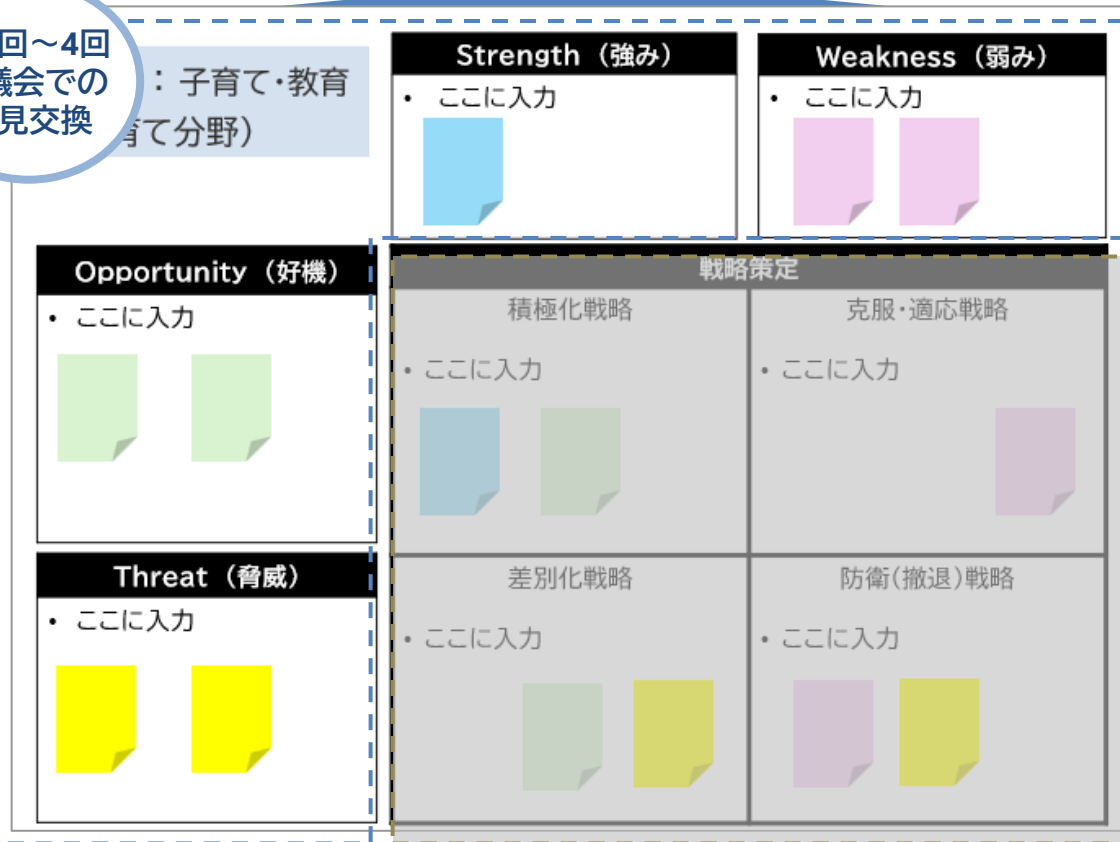 回～4回
議会での
見交換
：子育て・教育
育て分野）
Strength（強み）
• ここに入力
Weakness（弱み）
• ここに入力
Opportunity（好機）
• ここに入力
戦略策定
積極化戦略
• ここに入力
克服・適応戦略
• ここに入力
Threat（脅威）
• ここに入力
差別化戦略
• ここに入力
防衛（撤退）戦略
• ここに入力